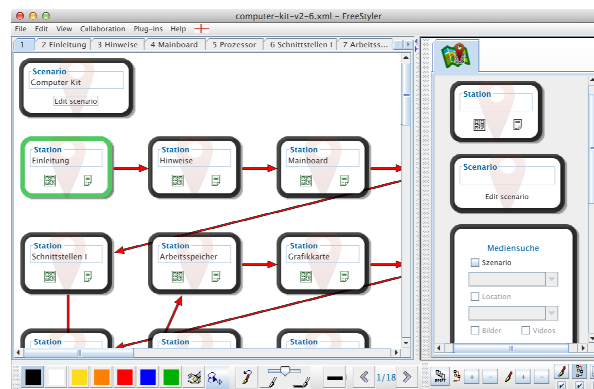 computer-kit-v2-6.xml - FreeStyler
File Edit View Collaboration Plug-ins Help
1 2 Einleitung 3 Hinweise 4 Mainboard 5 Prozessor 6 Schnittstellen I 7 Arbeitss...
Scenario
Computer Kit
Edit scenario
Station Station Station
Einleitung Hinweise Mainboard
Station Station Station
Schnittstellen I Arbeitsspeicher Grafikkarte
Station Station Station
Station
Scenario
Edit scenario
Mediensuche
Szenario
Location
Bilder Videos
1/18